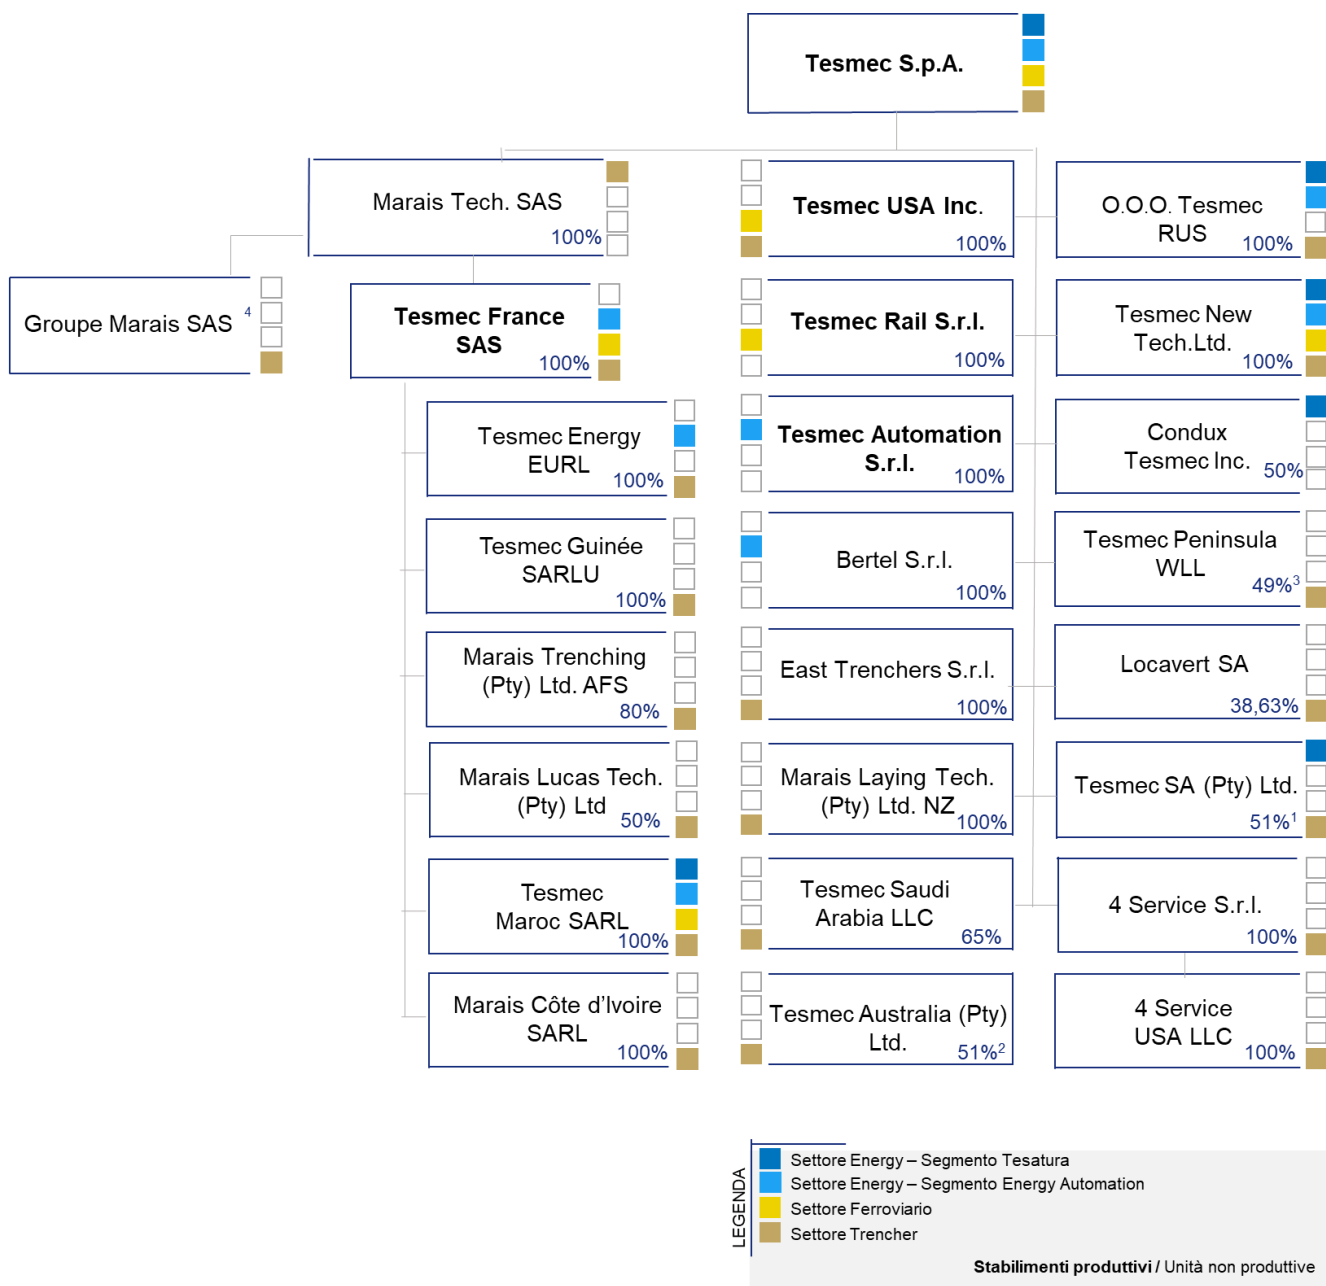 Tesmec S.p.A.
Marais Tech. SAS
100%
Groupe Marais SAS 4
Tesmec France
SAS
100%
Tesmec Energy
EURL
100%
Tesmec Guinée
SARLU
100%
Marais Trenching
(Pty) Ltd. AFS
80%
Marais Lucas Tech.
(Pty) Ltd
50%
Tesmec
Maroc SARL
100%
Marais Côte d'Ivoire
SARL
100%
Tesmec USA Inc.
100%
Tesmec Rail S.r.l.
100%
Tesmec Automation
S.r.l.
100%
Bertel S.r.l.
100%
East Trenchers S.r.l.
100%
Marais Laying Tech.
(Pty) Ltd. NZ
100%
Tesmec Saudi
Arabia LLC
65%
Tesmec Australia (Pty)
Ltd.
51%2
O.O.O. Tesmec
RUS
100%
Tesmec New
Tech.Ltd.
100%
Condux
Tesmec Inc.
50%
Tesmec Peninsula
WLL
49%3
Locavert SA
38,63%
Tesmec SA (Pty) Ltd.
51%1
4 Service S.r.l.
100%
4 Service
USA LLC
100%
LEGENDA
Settore Energy – Segmento Tesatura
Settore Energy – Segmento Energy Automation
Settore Ferroviario
Settore Trencher
Stabilimenti produttivi / Unità non produttive